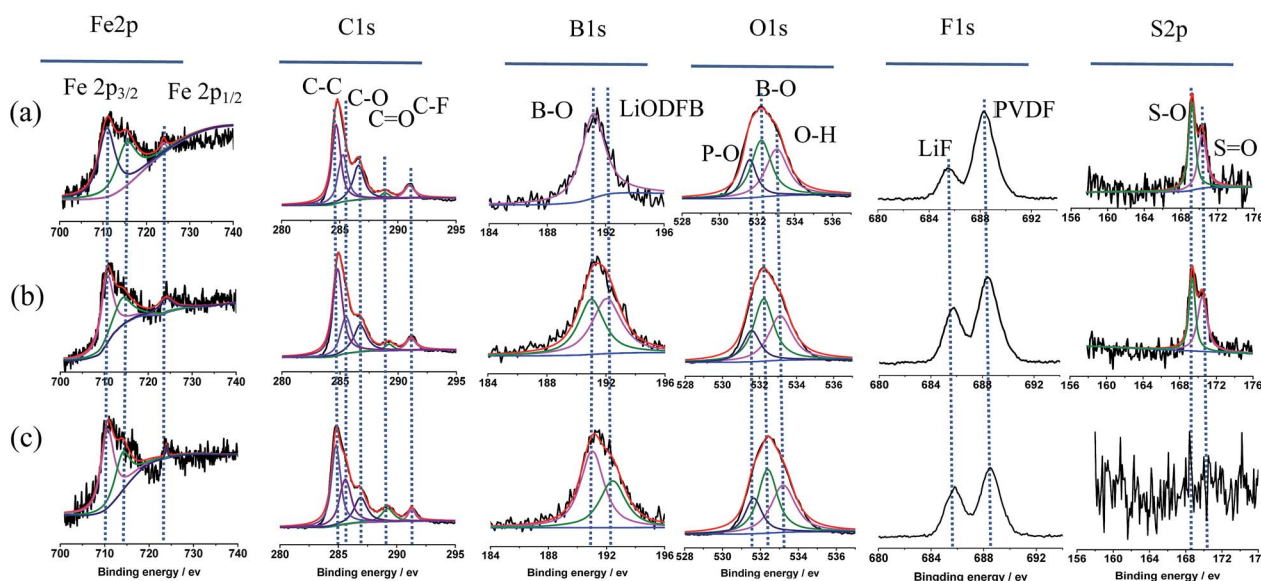 Fe2p C1s B1s O1s F1s S2p
(a)
Fe 2p3/2 Fe 2p1/2
C-C C-O C=O C-F
B-O LiODFB
P-O B-O O-H
LiF PVDF
S-O S=O
700 710 720 730 740
280 285 290 295
184 188 192 196
528 530 532 534 536
680 684 688 692
156 160 164 168 172 176
(b)
700 710 720 730 740
280 285 290 295
184 188 192 196
528 530 532 534 536
680 684 688 692
156 160 164 168 172 176
(c)
700 710 720 730 740
280 285 290 295
184 188 192 196
528 530 532 534 536
680 684 688 692
156 160 164 168 172 176
Binding energy / ev Binding energy / ev Binding energy / ev Binding energy / ev Bingding energy / ev Binding energy / ev